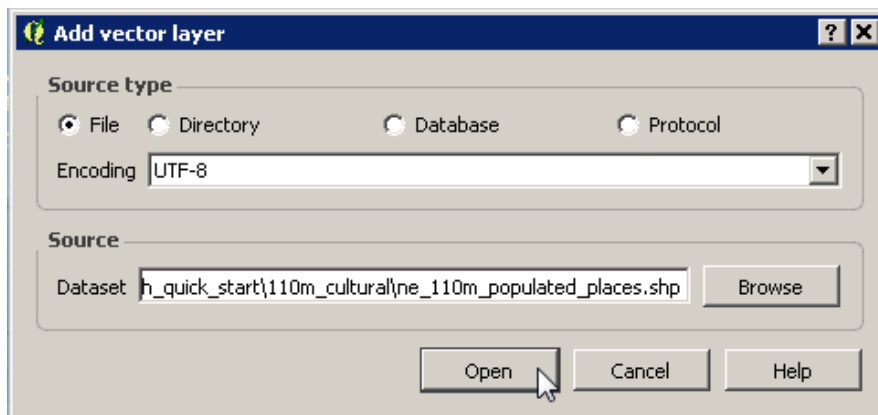 Add vector layer
Source type
File Directory Database Protocol
Encoding UTF-8
Source
Dataset h_quick_start\110m_cultural\ne_110m_populated_places.shp Browse
Open Cancel Help